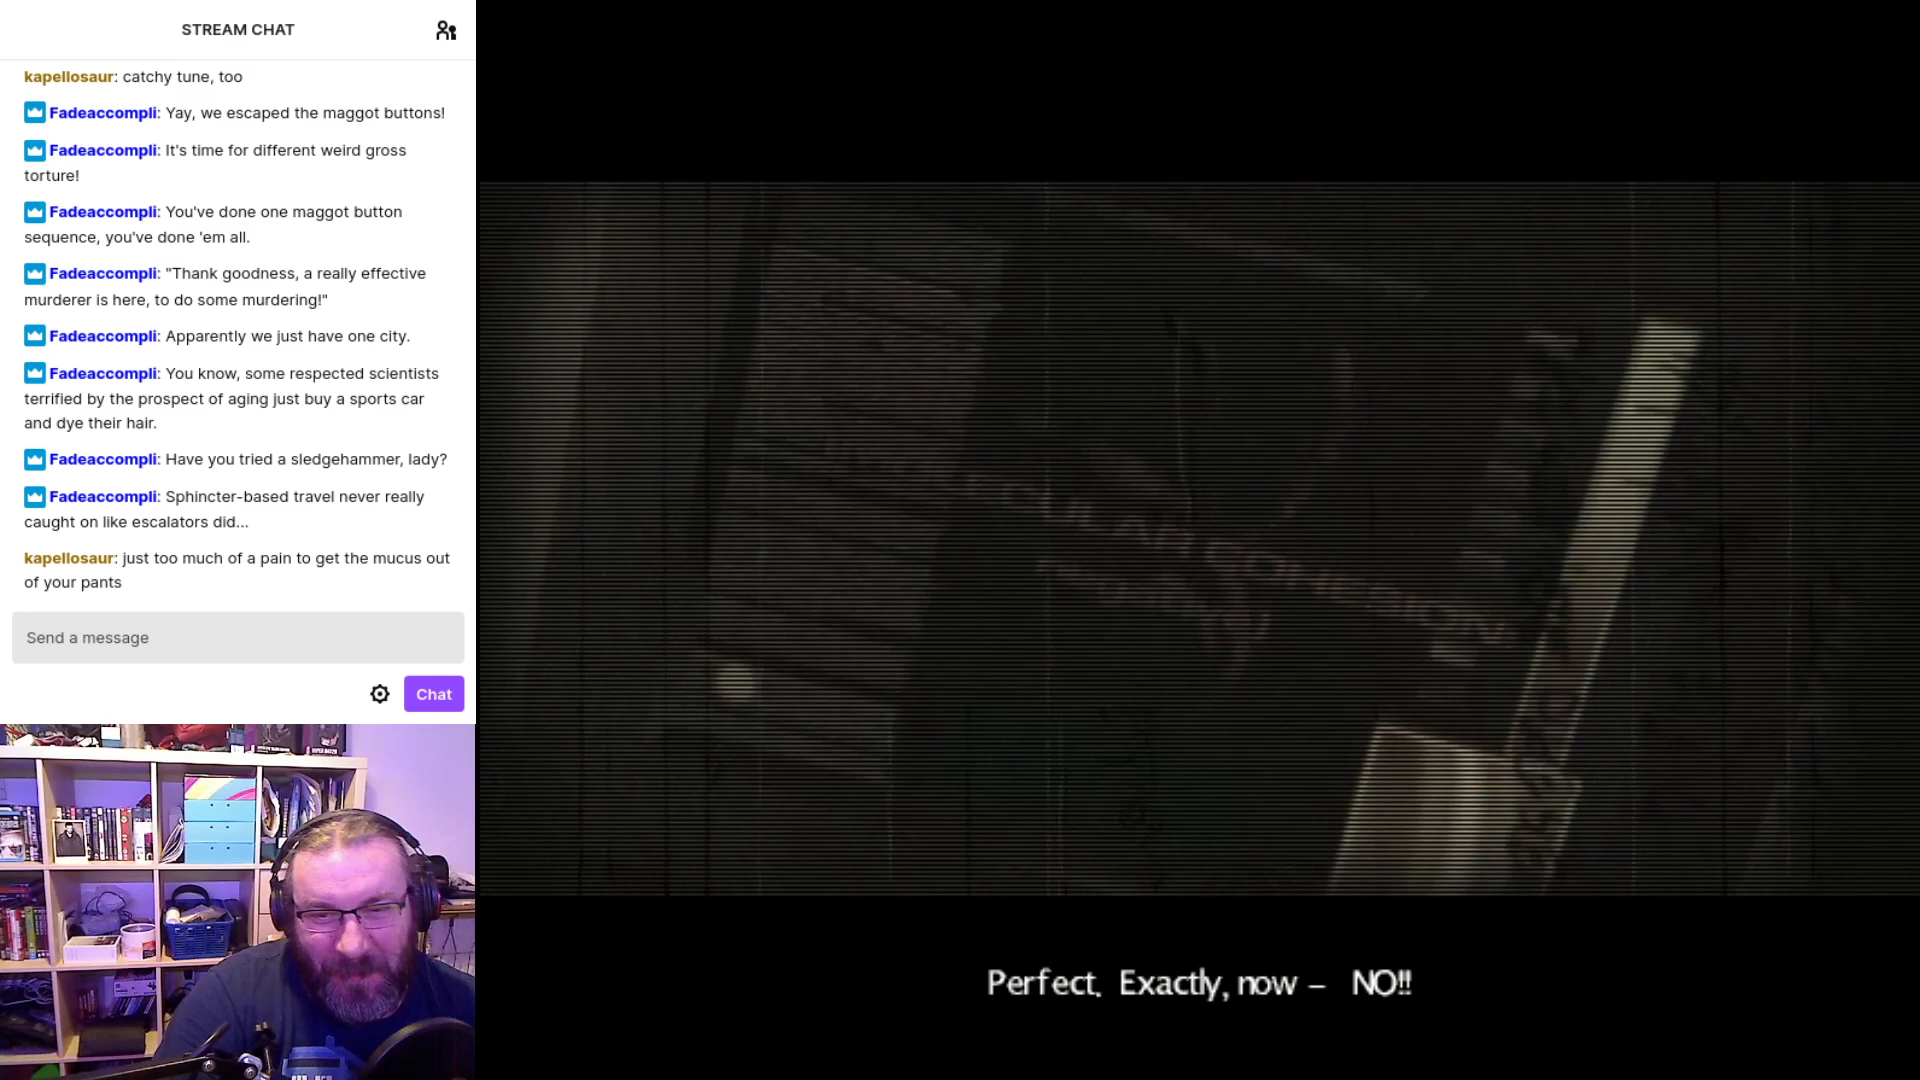 STREAM CHAT
kapellosaur: catchy tune, too
Fadeaccompli: Yay, we escaped the maggot buttons!
Fadeaccompli: It's time for different weird gross
torture!
Fadeaccompli: You've done one maggot button
sequence, you've done 'em all.
Fadeaccompli: "Thank goodness, a really effective
murderer is here, to do some murdering!"
Fadeaccompli: Apparently we just have one city.
Fadeaccompli: You know, some respected scientists
terrified by the prospect of aging just buy a sports car
and dye their hair.
Fadeaccompli: Have you tried a sledgehammer, lady?
Fadeaccompli: Sphincter-based travel never really
caught on like escalators did...
kapellosaur: just too much of a pain to get the mucus out
of your pants
Send a message
Chat
MOLECULAR COHESION
Perfect. Exactly, now – NO!!